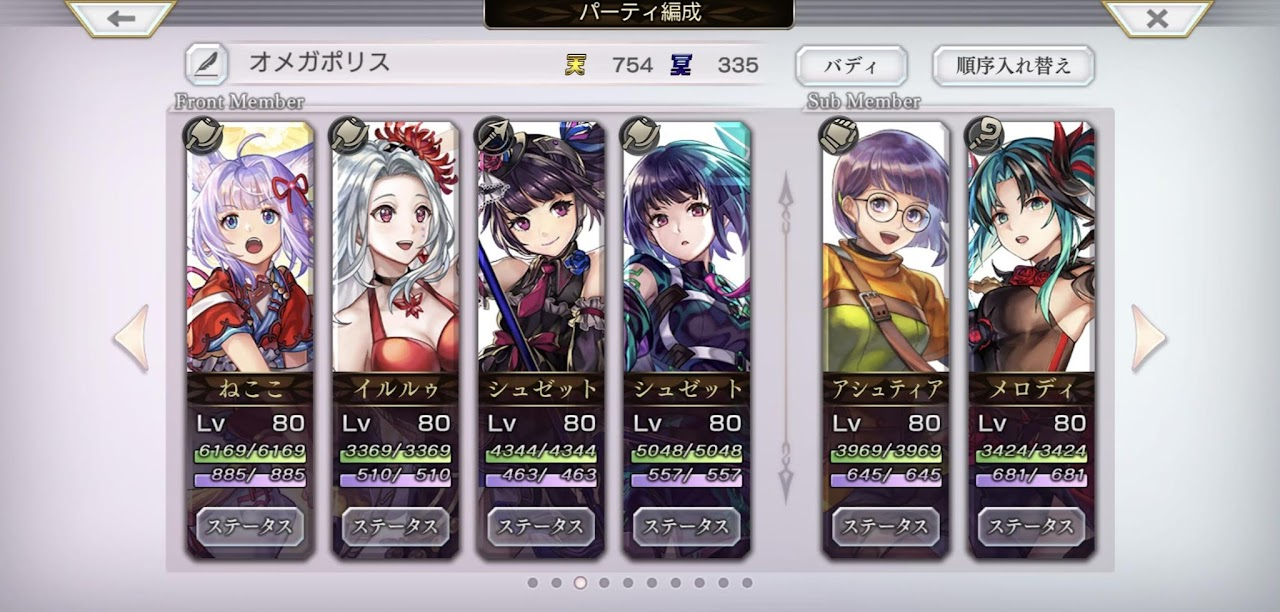 パーティ編成
オメガポリス 天 754 冥 335 バディ 順序入れ替え
Front Member Sub Member
ねここ イルルゥ シュゼット シュゼット アシュティア メロディ
Lv 80 Lv 80 Lv 80 Lv 80 Lv 80 Lv 80
6169/6169 3369/3369 4344/4344 5048/5048 3969/3969 3424/3424
885/ 885 510/ 510 463/ 463 557/ 557 645/ 645 681/ 681
ステータス ステータス ステータス ステータス ステータス ステータス